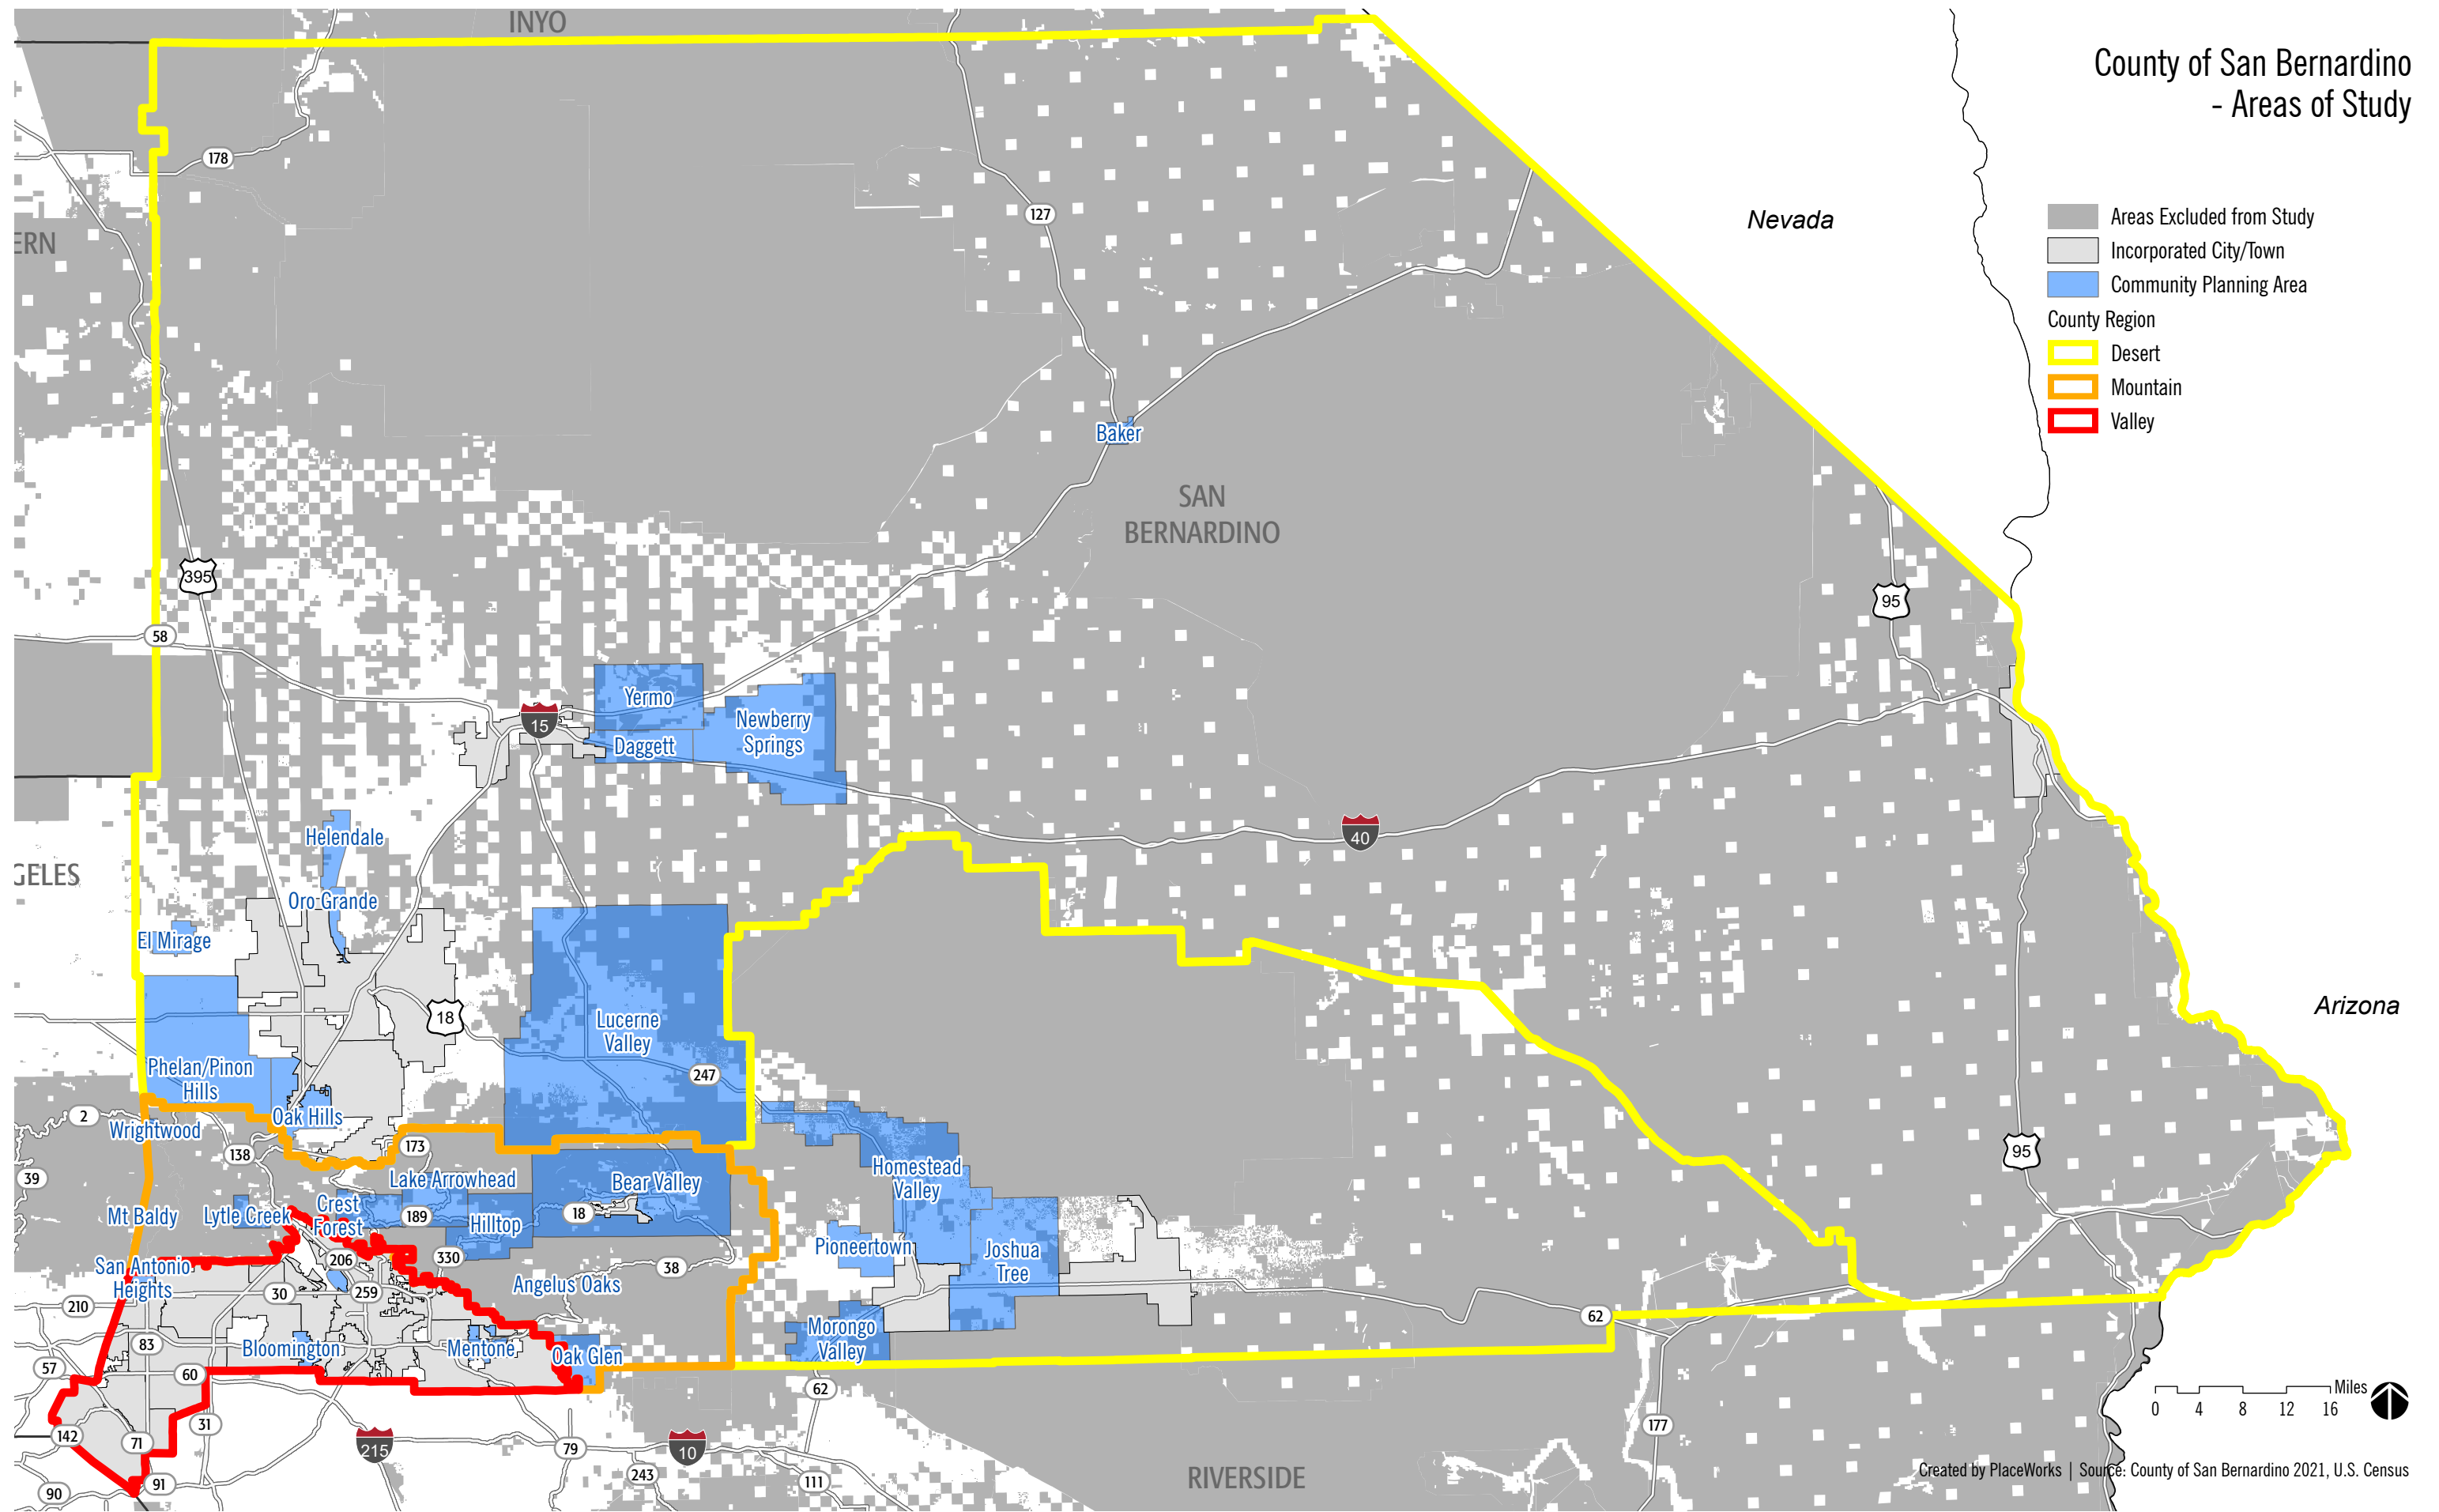 County of San Bernardino
- Areas of Study
Areas Excluded from Study
Incorporated City/Town
Community Planning Area
County Region
Desert
Mountain
Valley
INYO
178
127
Nevada
ERN
Baker
SAN
BERNARDINO
395
95
58
Yermo
Newberry
Springs
15
Daggett
Helendale
40
GELES
Oro Grande
El Mirage
Arizona
18
Lucerne
Valley
Phelan/Pinon
Hills
247
2
Oak Hills
Wrightwood
173
138
95
39
Lake Arrowhead
Bear Valley
Homestead
Valley
Mt Baldy
Lytle Creek
Crest
Forest
189
Hilltop
18
206
330
Pioneertown
Joshua
Tree
San Antonio
Heights
38
Angelus Oaks
210
30
259
62
83
Bloomington
Mentone
Oak Glen
Morongo
Valley
57
60
62
31
142
71
215
79
10
177
243
111
91
90
RIVERSIDE
Miles
0 4 8 12 16
Created by PlaceWorks | Source: County of San Bernardino 2021, U.S. Census